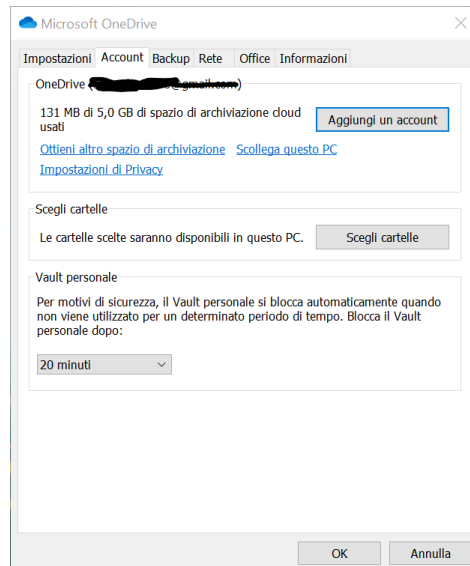 Microsoft OneDrive
Impostazioni Account Backup Rete Office Informazioni
OneDrive ( @gmail.com)
131 MB di 5,0 GB di spazio di archiviazione cloud
usati
Aggiungi un account
Ottieni altro spazio di archiviazione Scollega questo PC
Impostazioni di Privacy
Scegli cartelle
Le cartelle scelte saranno disponibili in questo PC.
Scegli cartelle
Vault personale
Per motivi di sicurezza, il Vault personale si blocca automaticamente quando
non viene utilizzato per un determinato periodo di tempo. Blocca il Vault
personale dopo:
20 minuti
OK Annulla